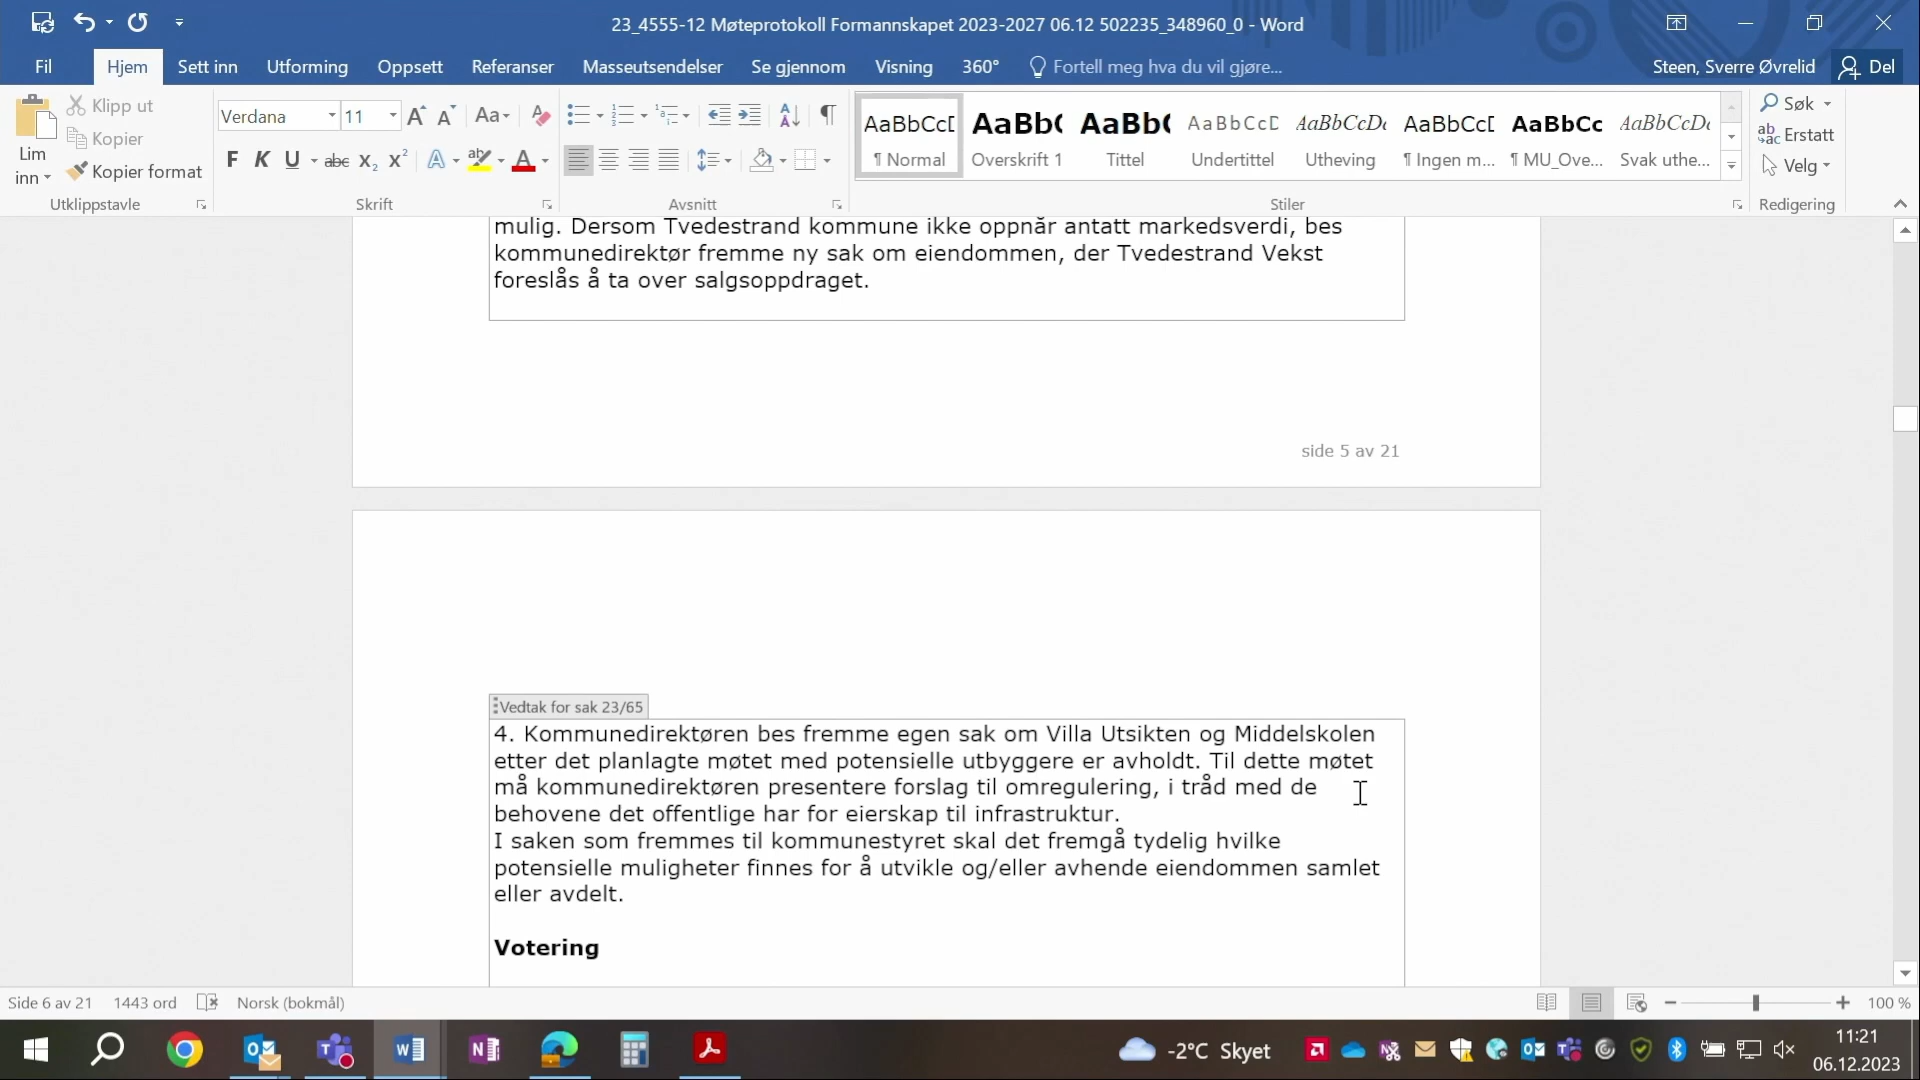 23_4555-12 Møteprotokoll Formannskapet 2023-2027 06.12 502235_348960_0 - Word
Fil Hjem Sett inn Utforming Oppsett Referanser Masseutsendelser Se gjennom Visning 360° Fortell meg hva du vil gjøre... Steen, Sverre Øvrelid Del
Lim inn
Klipp ut
Kopier
Kopier format
Utklippstavle
Verdana 11
Skrift
Avsnitt
AaBbCcD AaBb( AaBb( AaBbCcD AaBbCcDc AaBbCcD AaBbCc AaBbCcDc
¶ Normal Overskrift 1 Tittel Undertittel Utheving ¶ Ingen m... ¶ MU_Ove... Svak uthe...
Stiler
Søk
Erstatt
Velg
Redigering
mulig. Dersom Tvedestrand kommune ikke oppnår antatt markedsverdi, bes
kommunedirektør fremme ny sak om eiendommen, der Tvedestrand Vekst
foreslås å ta over salgsoppdraget.
side 5 av 21
Vedtak for sak 23/65
4. Kommunedirektøren bes fremme egen sak om Villa Utsikten og Middelskolen
etter det planlagte møtet med potensielle utbyggere er avholdt. Til dette møtet
må kommunedirektøren presentere forslag til omregulering, i tråd med de
behovene det offentlige har for eierskap til infrastruktur.
I saken som fremmes til kommunestyret skal det fremgå tydelig hvilke
potensielle muligheter finnes for å utvikle og/eller avhende eiendommen samlet
eller avdelt.
Votering
Side 6 av 21 1443 ord Norsk (bokmål) 100 %
-2°C Skyet
11:21
06.12.2023